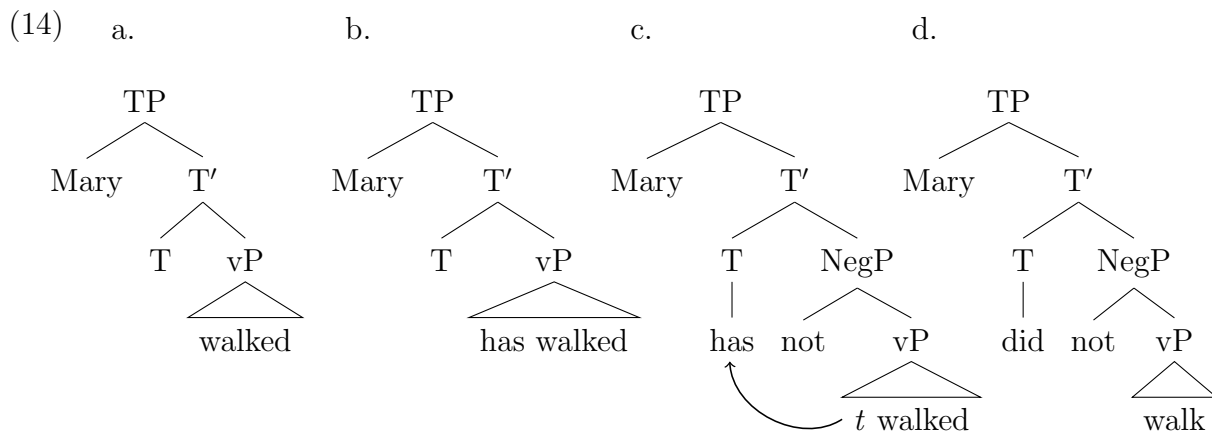 (14) a. b. c. d.
TP TP TP TP
Mary T′ Mary T′ Mary T′ Mary T′
T vP T vP T NegP T NegP
walked has walked has not vP did not vP
t walked walk